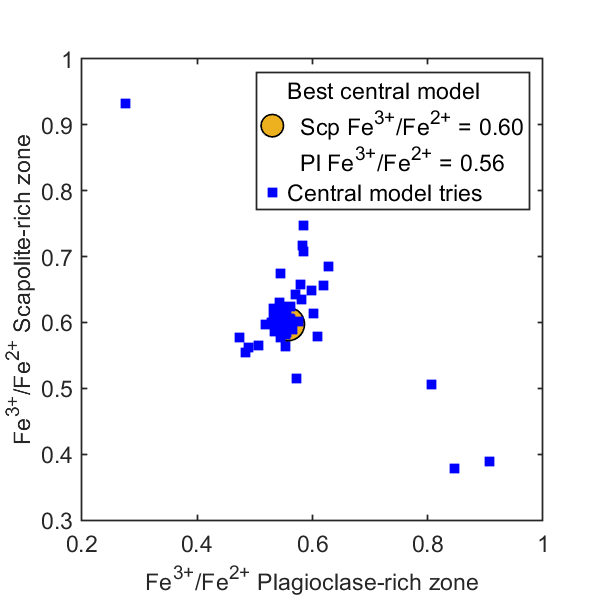 1
0.9
0.8
0.7
0.6
0.5
0.4
0.3
0.2
0.4
0.6
0.8
1
Fe3+/Fe2+ Scapolite-rich zone
Fe3+/Fe2+ Plagioclase-rich zone
Best central model
Scp Fe3+/Fe2+ = 0.60
Pl Fe3+/Fe2+ = 0.56
Central model tries